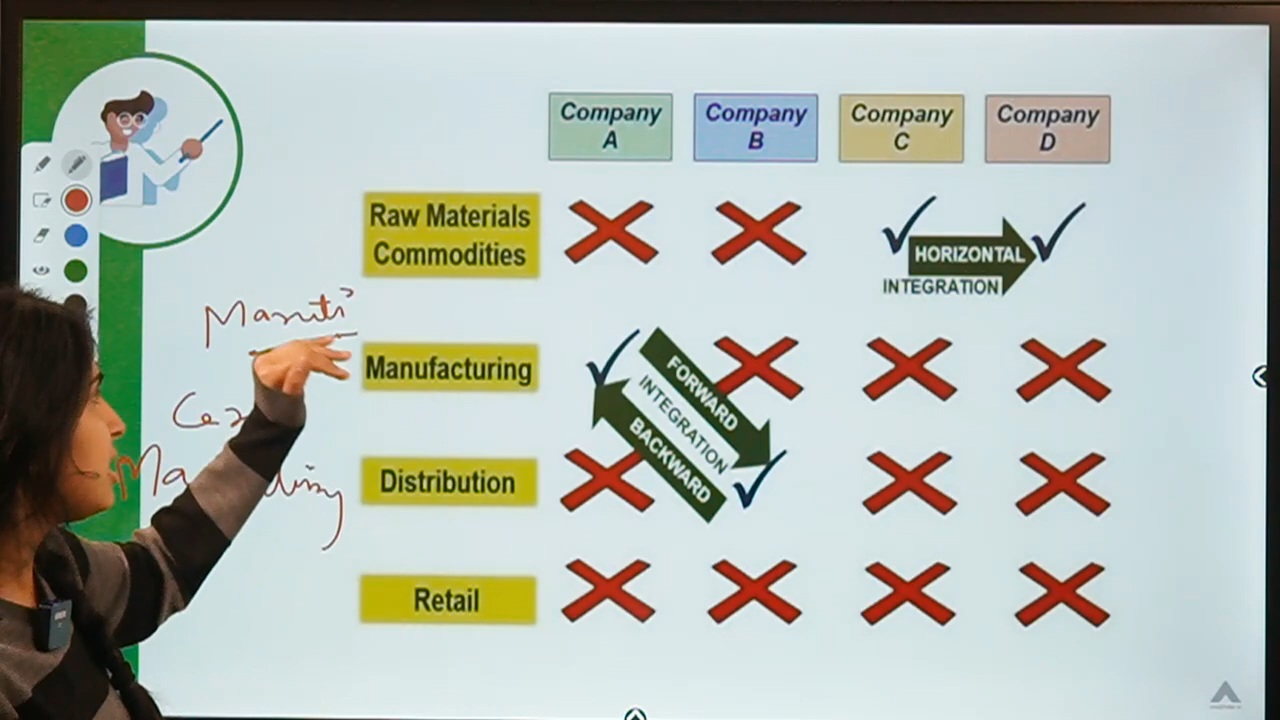 Company A
Company B
Company C
Company D
Raw Materials
Commodities
HORIZONTAL
INTEGRATION
Maruti
Manufacturing
FORWARD
INTEGRATION
BACKWARD
Distribution
Retail